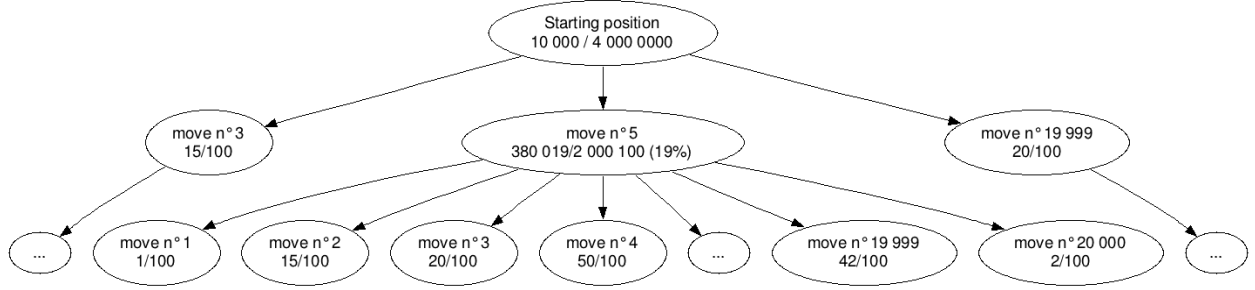 Starting position
10 000 / 4 000 0000
move n°3
15/100
move n°5
380 019/2 000 100 (19%)
move n°19 999
20/100
...
move n°1
1/100
move n°2
15/100
move n°3
20/100
move n°4
50/100
...
move n°19 999
42/100
move n°20 000
2/100
...